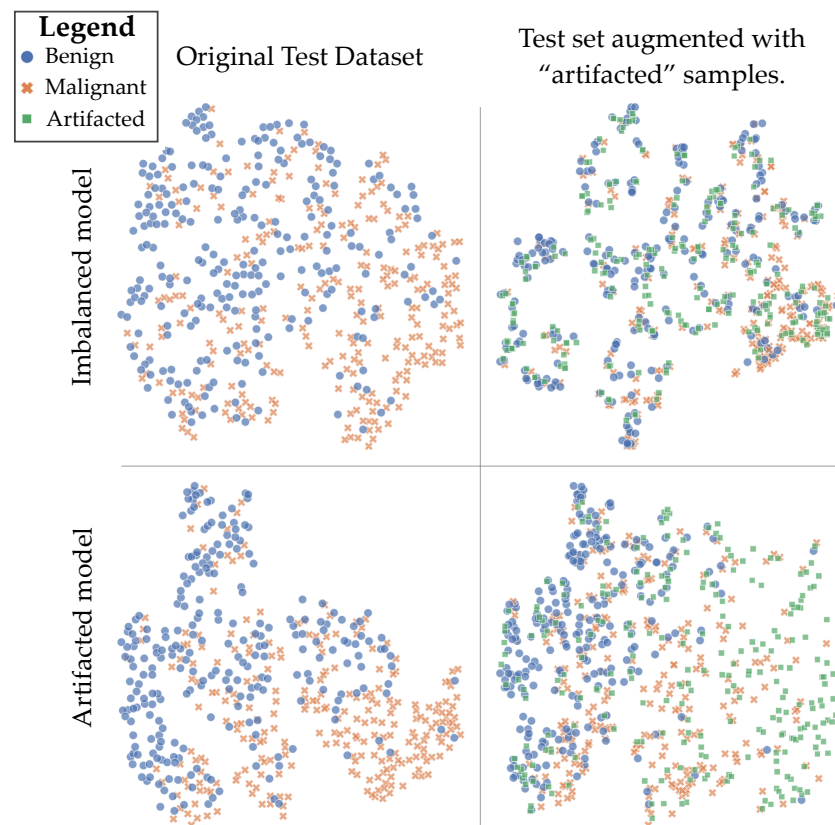 Legend
Benign
Malignant
Artifacted
Original Test Dataset
Test set augmented with
“artifacted” samples.
Imbalanced model
Artifacted model